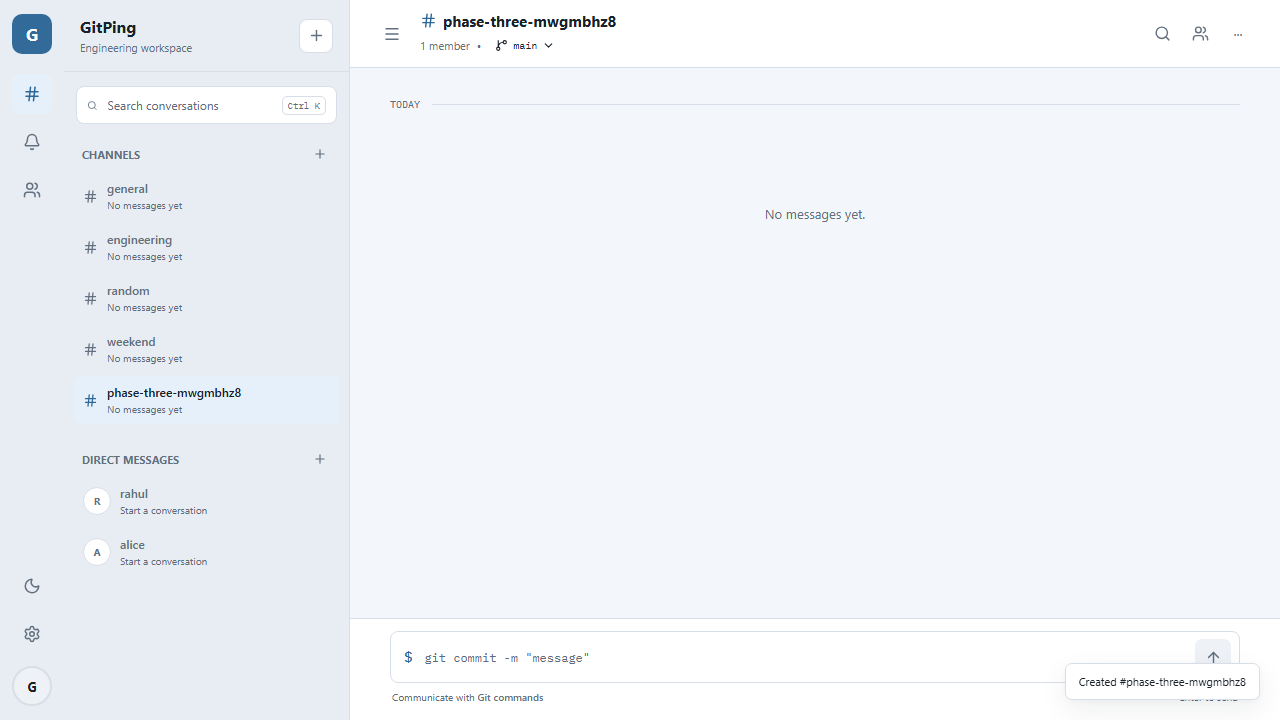 G
GitPing
Engineering workspace
Search conversations
Ctrl K
CHANNELS
general
No messages yet
engineering
No messages yet
random
No messages yet
weekend
No messages yet
phase-three-mwgmbhz8
No messages yet
DIRECT MESSAGES
R
rahul
Start a conversation
A
alice
Start a conversation
G
# phase-three-mwgmbhz8
1 member • main
TODAY
No messages yet.
$ git commit -m "message"
Communicate with Git commands
Created #phase-three-mwgmbhz8